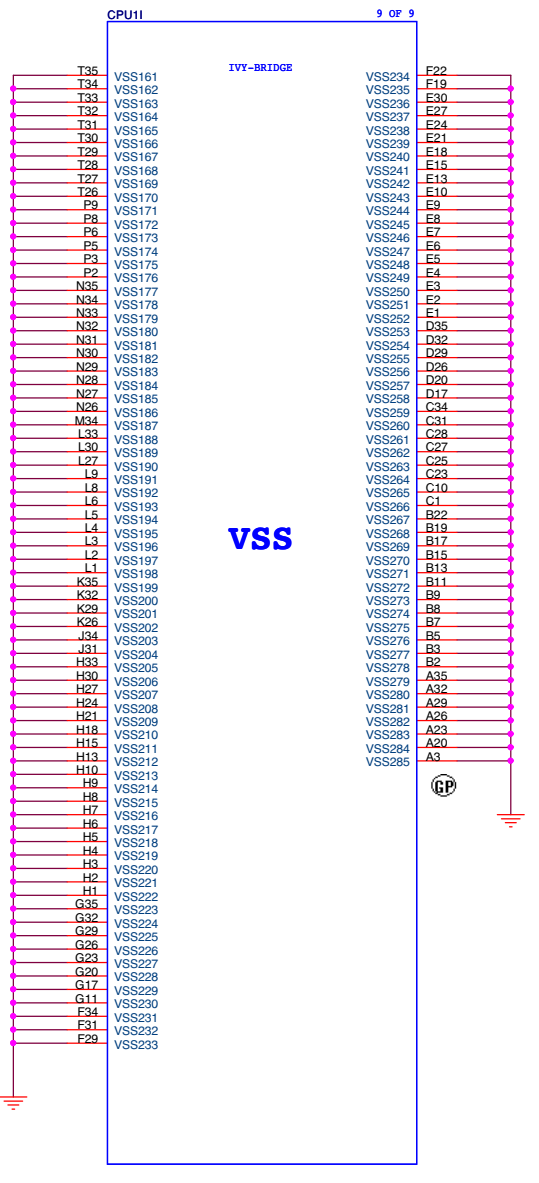 CPU1I 9 OF 9
IVY-BRIDGE
T35 VSS161 VSS234 F22
T34 VSS162 VSS235 F19
T33 VSS163 VSS236 E30
T32 VSS164 VSS237 E27
T31 VSS165 VSS238 E24
T30 VSS166 VSS239 E21
T29 VSS167 VSS240 E18
T28 VSS168 VSS241 E15
T27 VSS169 VSS242 E13
T26 VSS170 VSS243 E10
P9 VSS171 VSS244 E9
P8 VSS172 VSS245 E8
P6 VSS173 VSS246 E7
P5 VSS174 VSS247 E6
P3 VSS175 VSS248 E5
P2 VSS176 VSS249 E4
N35 VSS177 VSS250 E3
N34 VSS178 VSS251 E2
N33 VSS179 VSS252 E1
N32 VSS180 VSS253 D35
N31 VSS181 VSS254 D32
N30 VSS182 VSS255 D29
N29 VSS183 VSS256 D26
N28 VSS184 VSS257 D20
N27 VSS185 VSS258 D17
N26 VSS186 VSS259 C34
M34 VSS187 VSS260 C31
L33 VSS188 VSS261 C28
L30 VSS189 VSS262 C27
L27 VSS190 VSS263 C25
L9 VSS191 VSS264 C23
L8 VSS192 VSS265 C10
L6 VSS193 VSS266 C1
L5 VSS194 VSS267 B22
L4 VSS195 VSS268 B19
L3 VSS196 VSS269 B17
L2 VSS197 VSS270 B15
L1 VSS198 VSS271 B13
K35 VSS199 VSS272 B11
K32 VSS200 VSS273 B9
K29 VSS201 VSS274 B8
K26 VSS202 VSS275 B7
J34 VSS203 VSS276 B5
J31 VSS204 VSS277 B3
H33 VSS205 VSS278 B2
H30 VSS206 VSS279 A35
H27 VSS207 VSS280 A32
H24 VSS208 VSS281 A29
H21 VSS209 VSS282 A26
H18 VSS210 VSS283 A23
H15 VSS211 VSS284 A20
H13 VSS212 VSS285 A3
H10 VSS213
H9 VSS214
H8 VSS215
H7 VSS216
H6 VSS217
H5 VSS218
H4 VSS219
H3 VSS220
H2 VSS221
H1 VSS222
G35 VSS223
G32 VSS224
G29 VSS225
G26 VSS226
G23 VSS227
G20 VSS228
G17 VSS229
G11 VSS230
F34 VSS231
F31 VSS232
F29 VSS233
VSS
GP